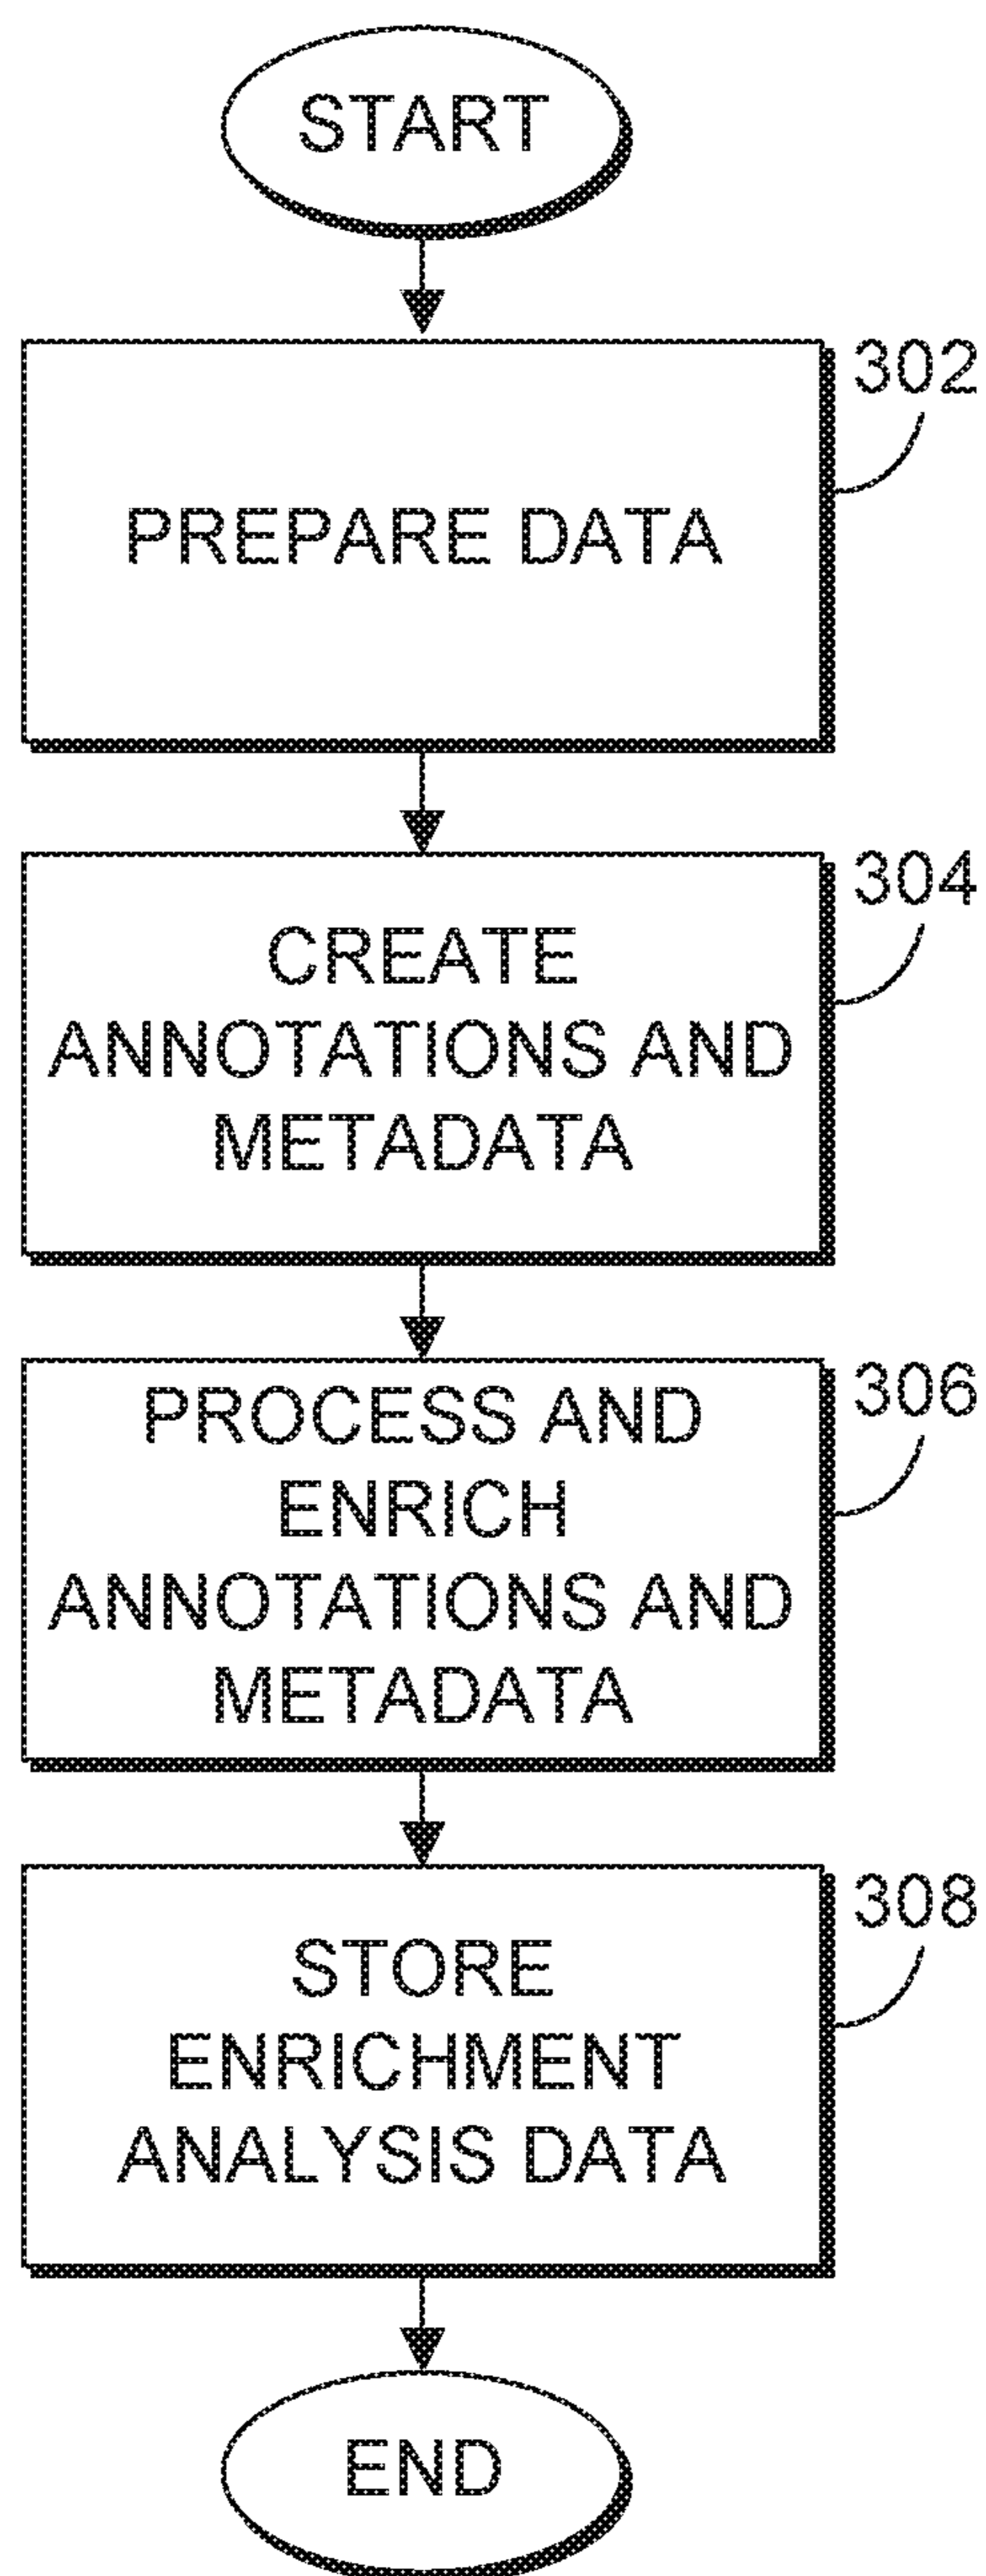 START
302
PREPARE DATA
304
CREATE
ANNOTATIONS AND
METADATA
306
PROCESS AND
ENRICH
ANNOTATIONS AND
METADATA
308
STORE
ENRICHMENT
ANALYSIS DATA
END